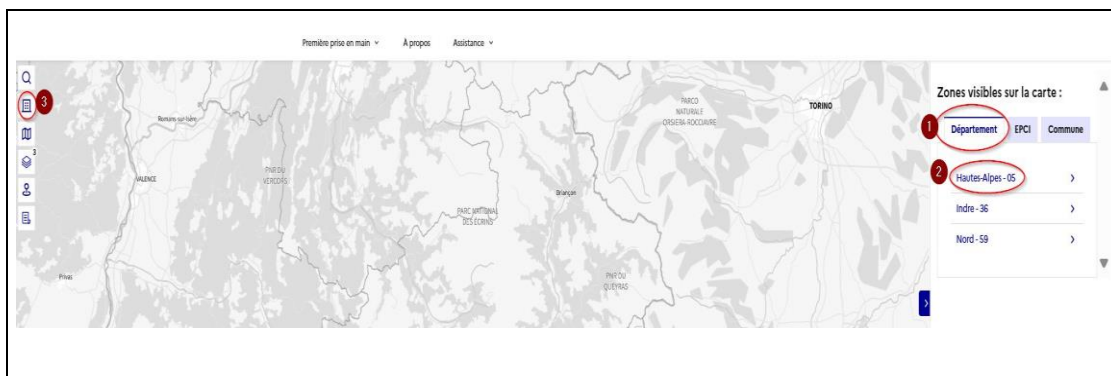 Première prise en main À propos Assistance
3
3
Romans-sur-Isère
VALENCE
Privas
PNR DU
VERCORS
PARC NATIONAL
DES ÉCRINS
Briançon
PNR DU
QUEYRAS
PARCO
NATURALE
ORSIERA-ROCCIAVRE
TORINO
Zones visibles sur la carte :
1
Département EPCI Commune
2
Hautes-Alpes - 05
Indre - 36
Nord - 59